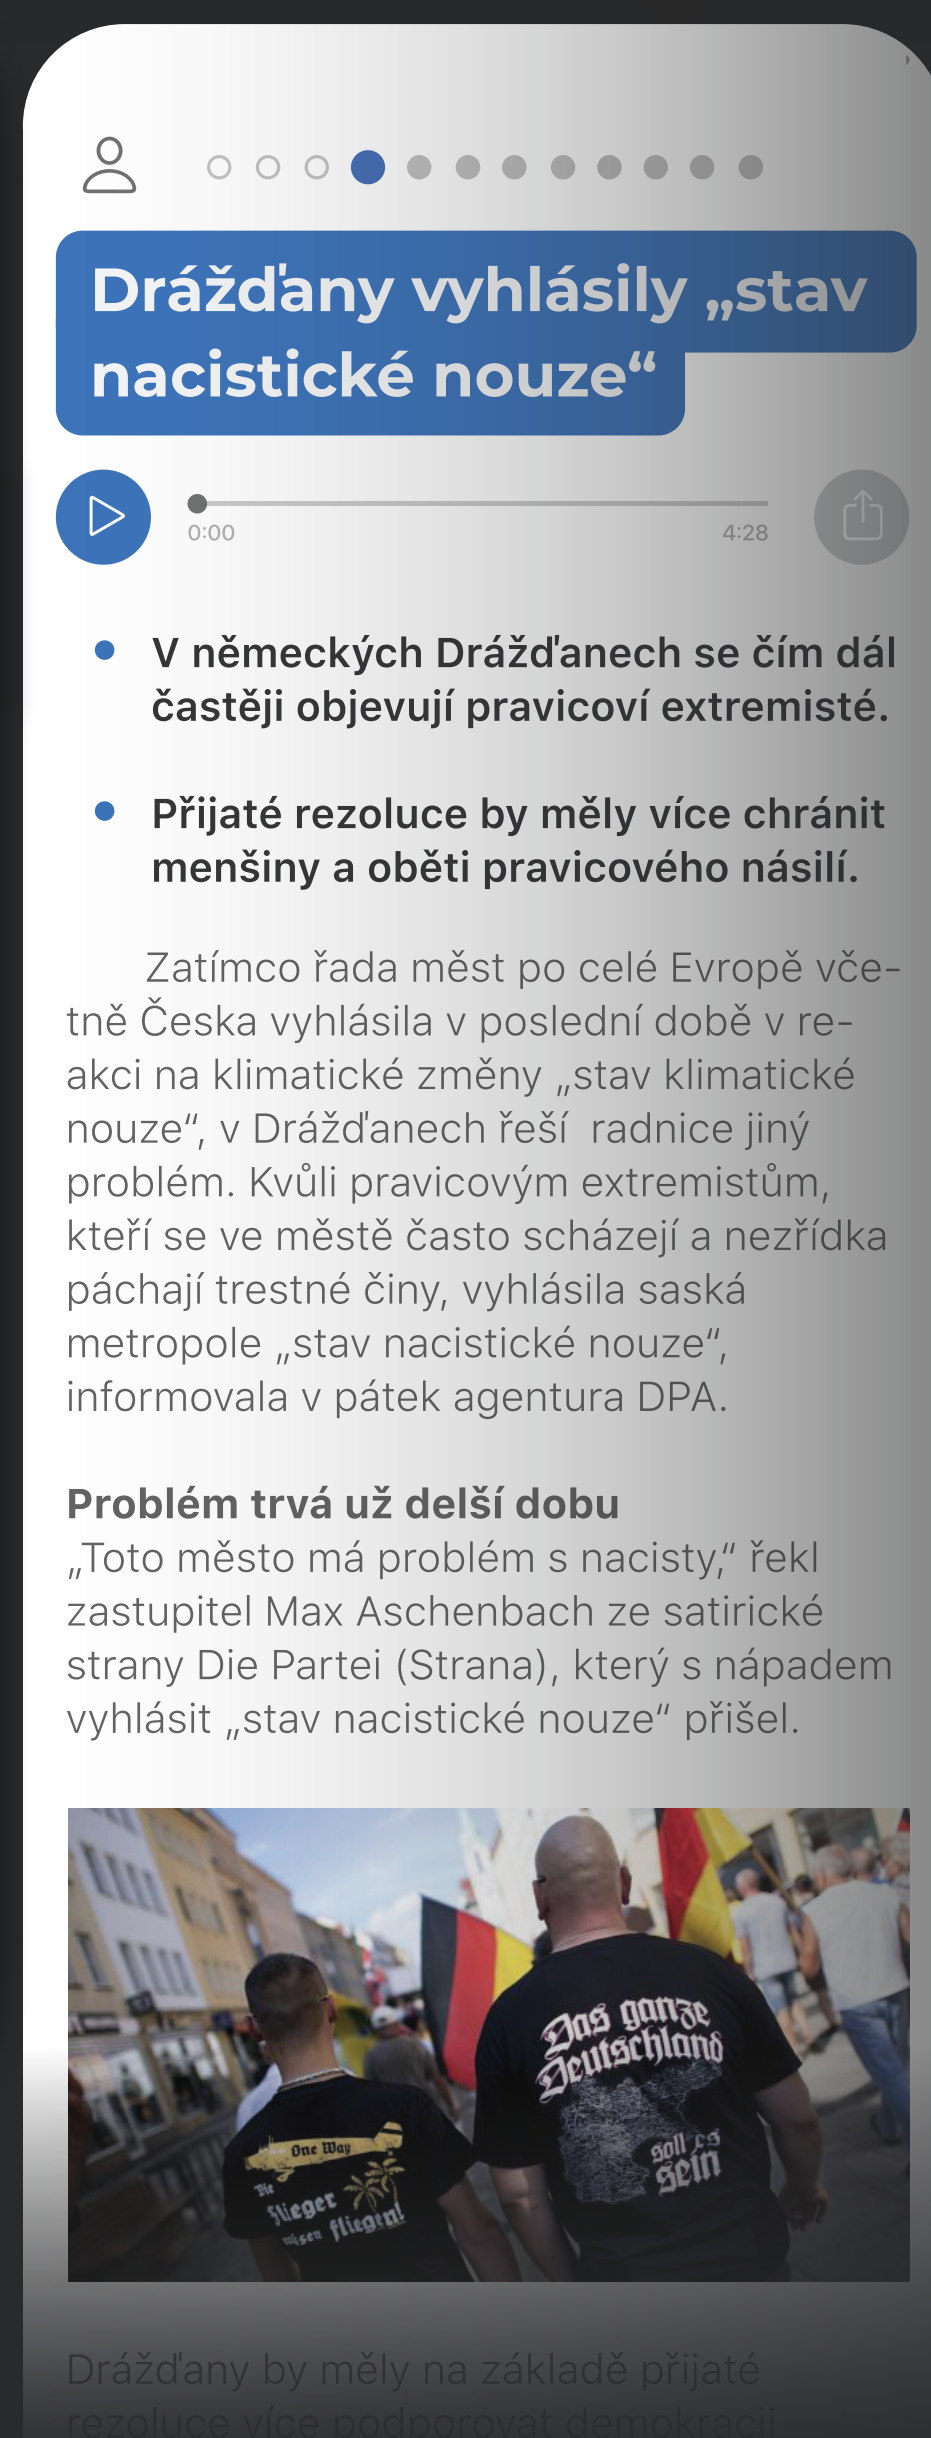 Drážďany vyhlásily „stav
nacistické nouze“
0:00
4:28
V německých Drážďanech se čím dál
častěji objevují pravicoví extremisté.
Přijaté rezoluce by měly více chránit
menšiny a oběti pravicového násilí.
Zatímco řada měst po celé Evropě vče-
tně Česka vyhlásila v poslední době v re-
akci na klimatické změny „stav klimatické
nouze“, v Drážďanech řeší  radnice jiný
problém. Kvůli pravicovým extremistům,
kteří se ve městě často scházejí a nezřídka
páchají trestné činy, vyhlásila saská
metropole „stav nacistické nouze“,
informovala v pátek agentura DPA.
Problém trvá už delší dobu
„Toto město má problém s nacisty,“ řekl
zastupitel Max Aschenbach ze satirické
strany Die Partei (Strana), který s nápadem
vyhlásit „stav nacistické nouze“ přišel.
Das ganze
Deutschland
soll es
sein
One Way
Die
Flieger
müsen fliegen!
Drážďany by měly na základě přijaté
rezoluce více podporovat demokracii